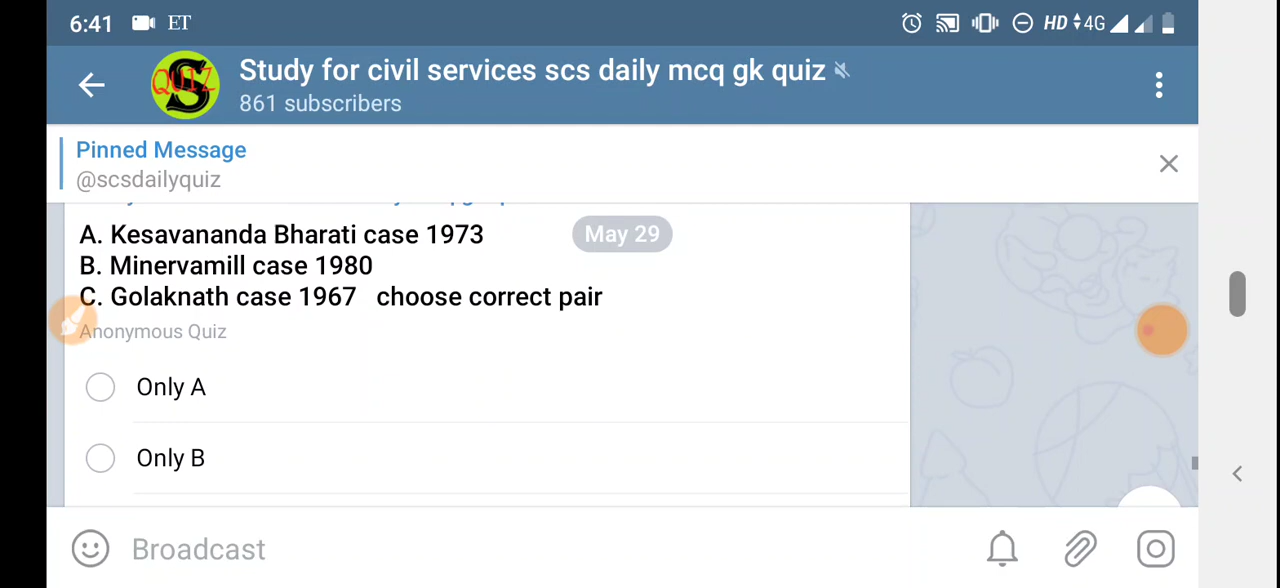 6:41 ET HD 4G
QUIZ S
Study for civil services scs daily mcq gk quiz
861 subscribers
Pinned Message
@scsdailyquiz
May 29
A. Kesavananda Bharati case 1973
B. Minervamill case 1980
C. Golaknath case 1967 choose correct pair
Anonymous Quiz
Only A
Only B
Broadcast